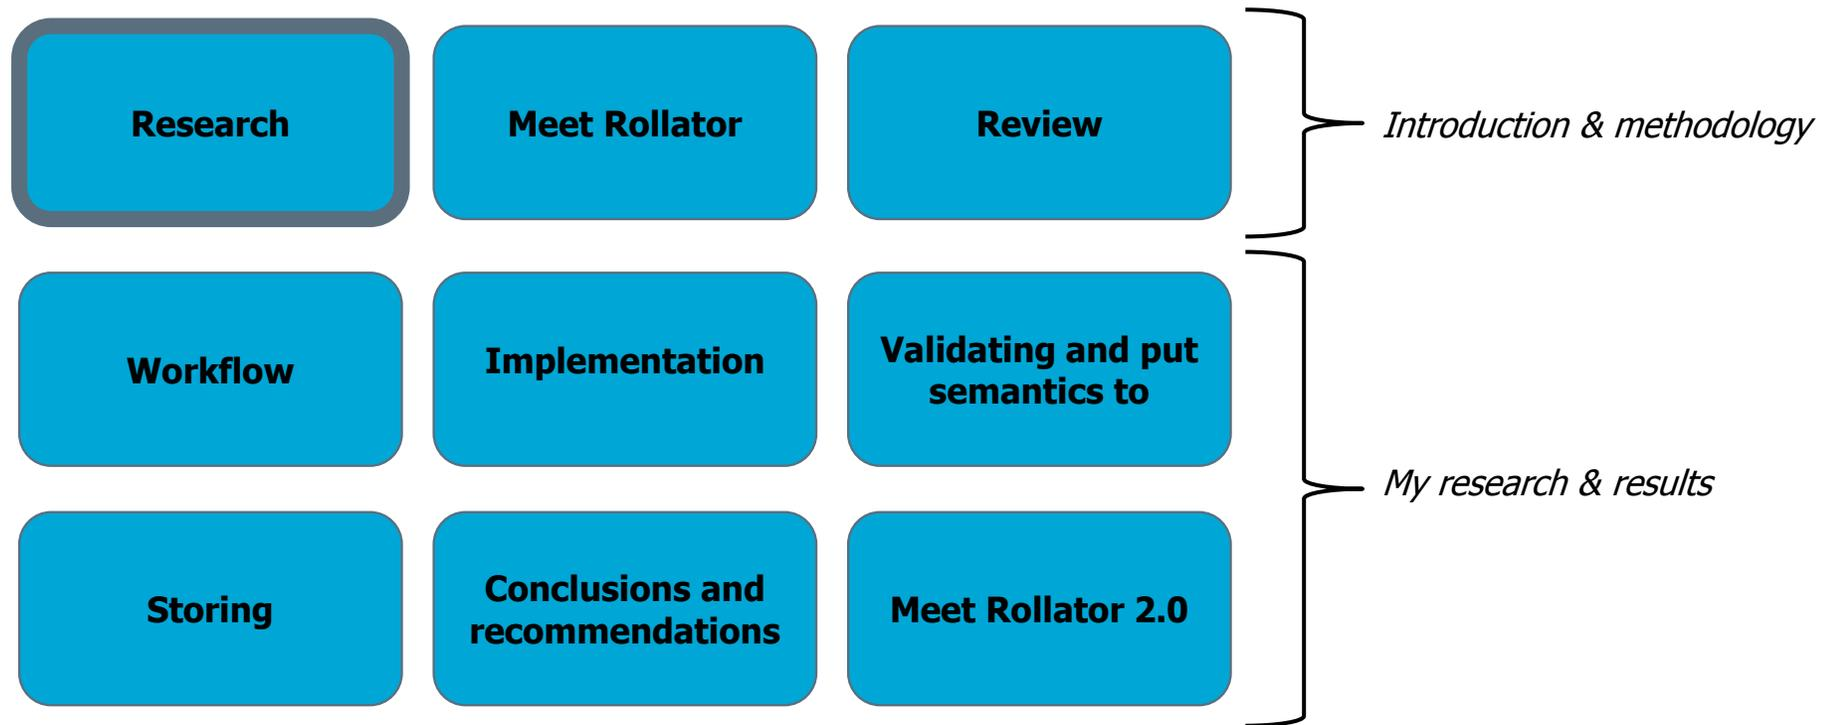 Research
Meet Rollator
Review
Introduction & methodology
Workflow
Implementation
Validating and put
semantics to
My research & results
Storing
Conclusions and
recommendations
Meet Rollator 2.0